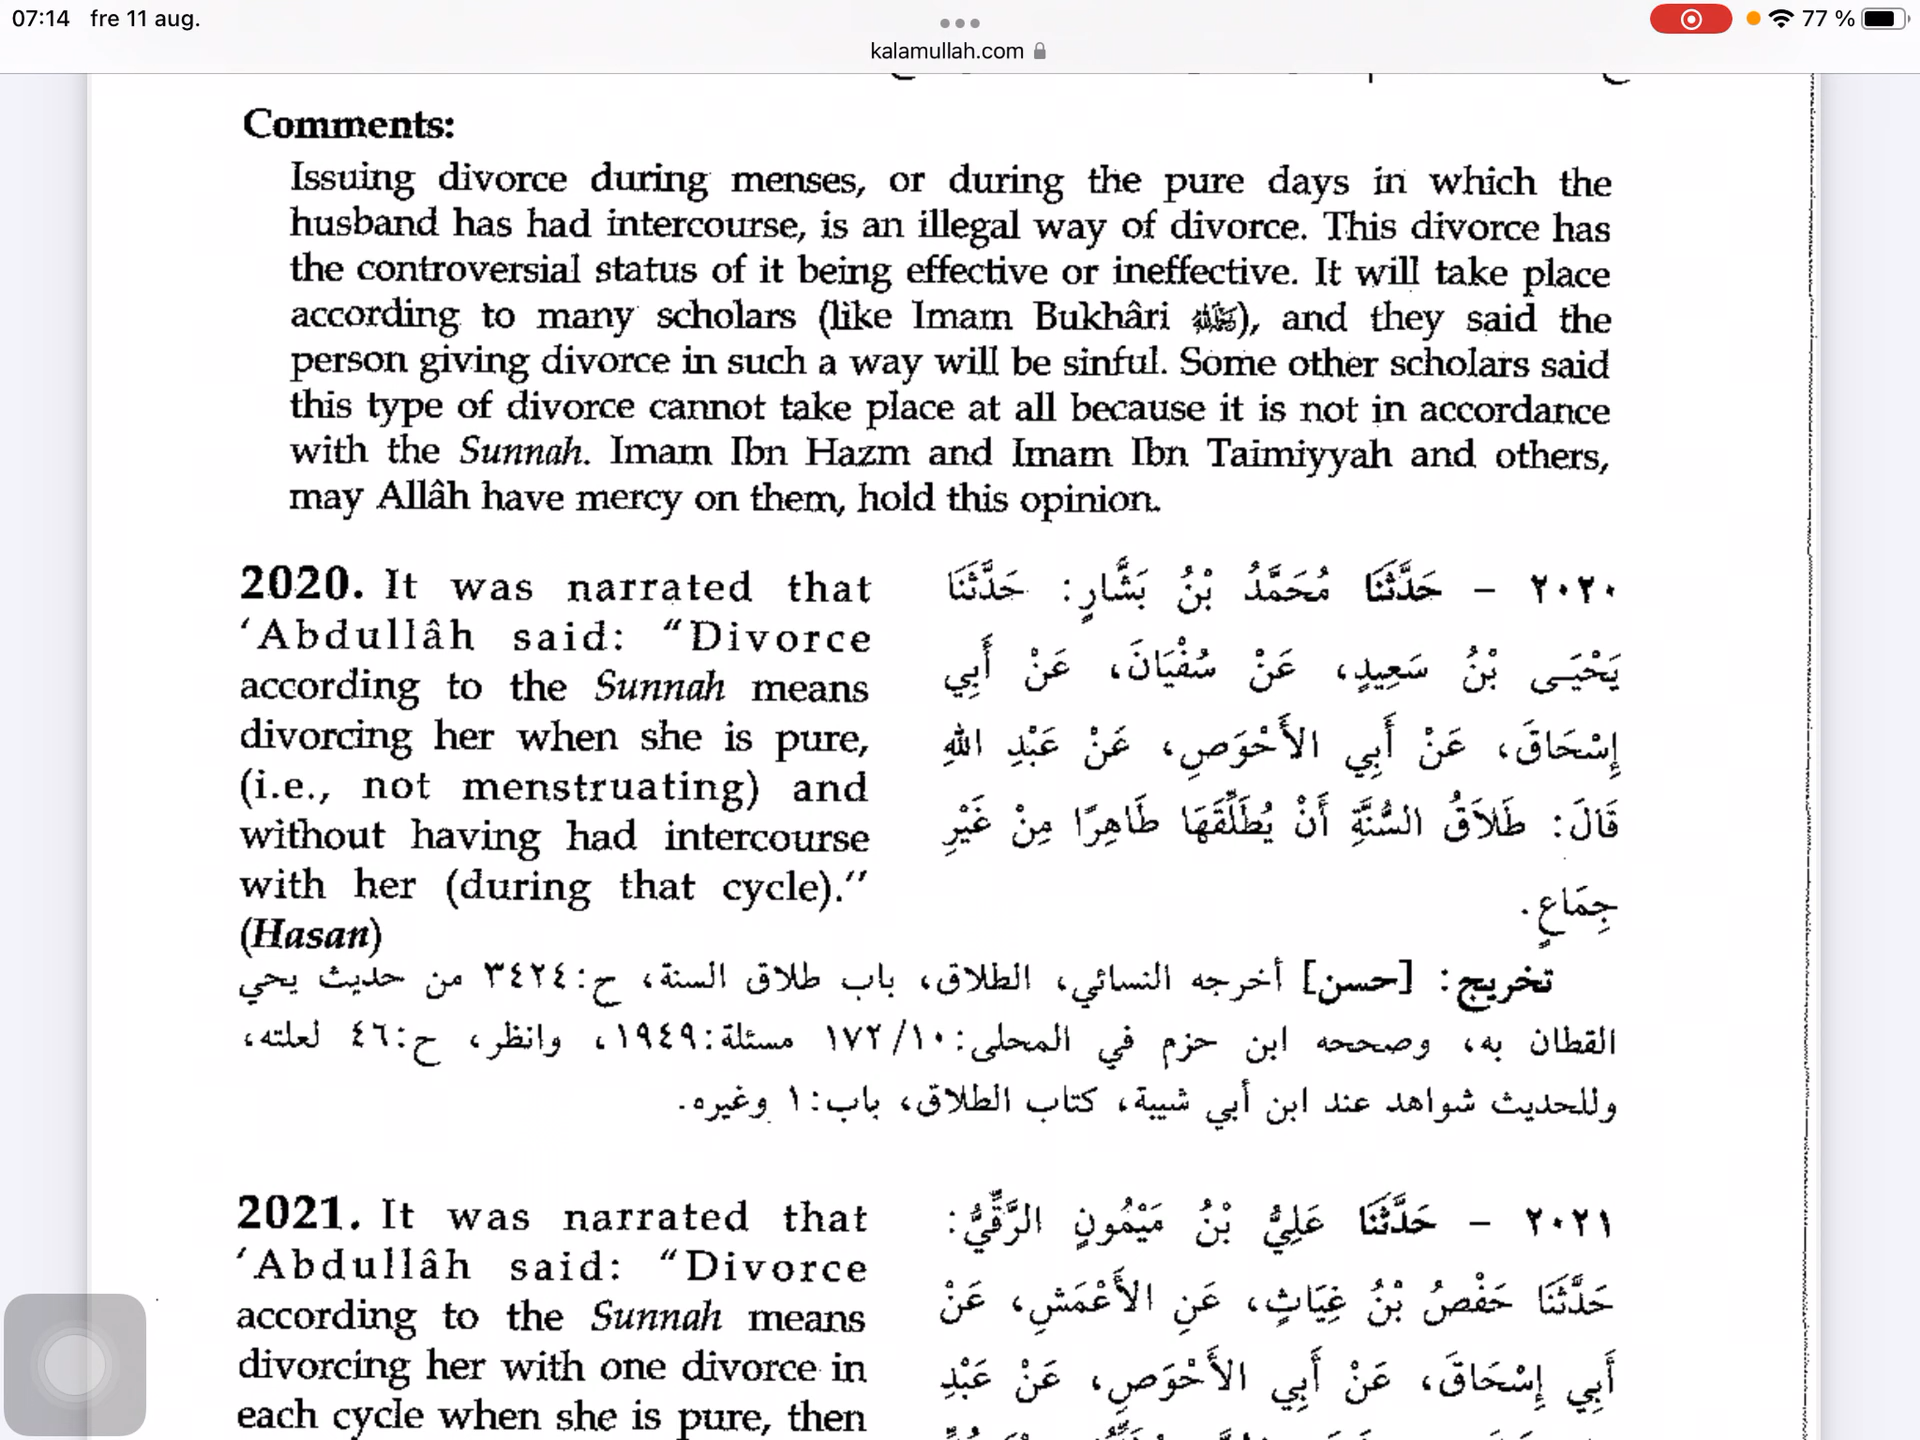 07:14 fre 11 aug.
77 %
kalamullah.com
Comments:
Issuing divorce during menses, or during the pure days in which the
husband has had intercourse, is an illegal way of divorce. This divorce has
the controversial status of it being effective or ineffective. It will take place
according to many scholars (like Imam Bukhâri), and they said the
person giving divorce in such a way will be sinful. Some other scholars said
this type of divorce cannot take place at all because it is not in accordance
with the Sunnah. Imam Ibn Hazm and Imam Ibn Taimiyyah and others,
may Allâh have mercy on them, hold this opinion.
2020. It was narrated that
‘Abdullâh said: “Divorce
according to the Sunnah means
divorcing her when she is pure,
(i.e., not menstruating) and
without having had intercourse
with her (during that cycle).”
(Hasan)
٢٠٢٠ - حَدَّثَنَا مُحَمَّدُ بْنُ بَشَّارٍ: حَدَّثَنَا
يَحْيَى بْنُ سَعِيدٍ، عَنْ سُفْيَانَ، عَنْ أَبِي
إِسْحَاقَ، عَنْ أَبِي الأَحْوَصِ، عَنْ عَبْدِ اللهِ
قَالَ: طَلاَقُ السُّنَّةِ أَنْ يُطَلِّقَهَا طَاهِرًا مِنْ غَيْرِ
جِمَاعٍ.
تخريج: [حسن] أخرجه النسائي، الطلاق، باب طلاق السنة، ح:٣٤٢٤ من حديث يحي
القطان به، وصححه ابن حزم في المحلى:١٠/ ١٧٢ مسئلة:١٩٤٩، وانظر، ح:٤٦ لعلته،
وللحديث شواهد عند ابن أبي شيبة، كتاب الطلاق، باب:١ وغيره.
2021. It was narrated that
‘Abdullâh said: “Divorce
according to the Sunnah means
divorcing her with one divorce in
each cycle when she is pure, then
٢٠٢١ - حَدَّثَنَا عَلِيُّ بْنُ مَيْمُونٍ الرَّقِّيُّ:
حَدَّثَنَا حَفْصُ بْنُ غِيَاثٍ، عَنِ الأَعْمَشِ، عَنْ
أَبِي إِسْحَاقَ، عَنْ أَبِي الأَحْوَصِ، عَنْ عَبْدِ